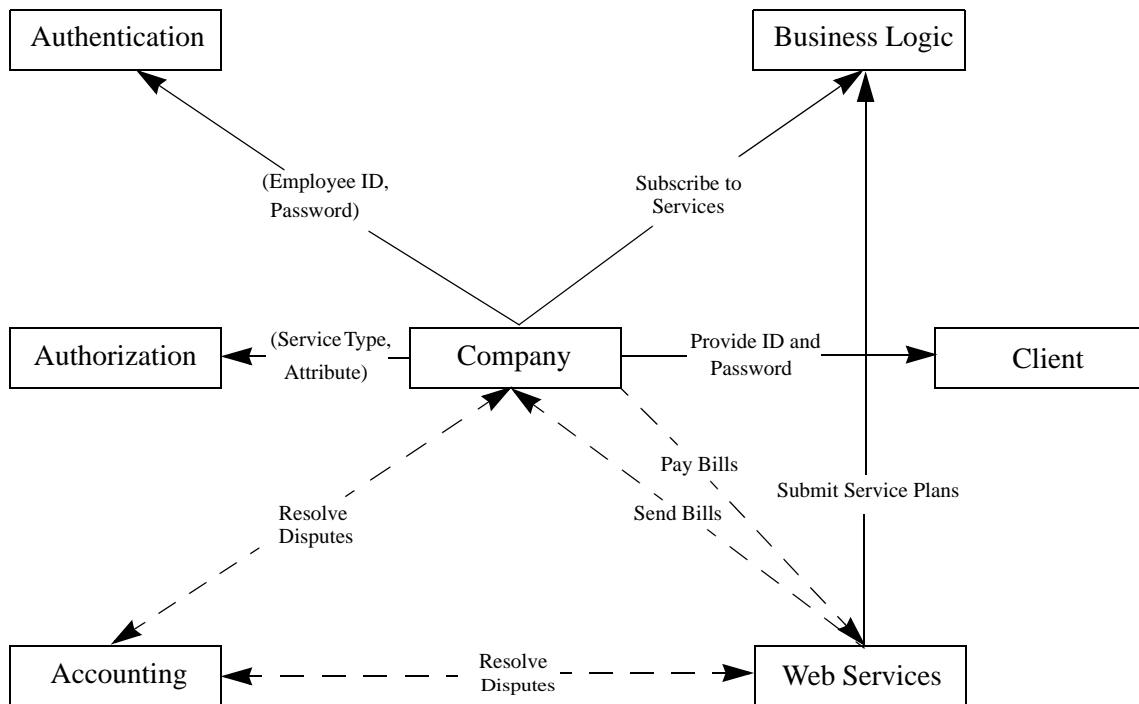 Authentication
Business Logic
(Employee ID,
Password)
Subscribe to
Services
Authorization
(Service Type,
Attribute)
Company
Provide ID and
Password
Client
Pay Bills
Submit Service Plans
Send Bills
Resolve
Disputes
Accounting
Resolve
Disputes
Web Services